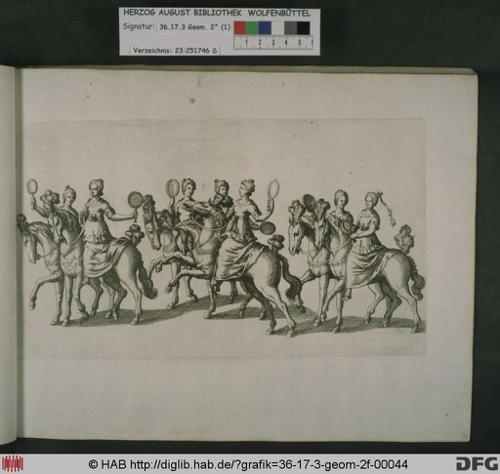 HERZOG AUGUST BIBLIOTHEK WOLFENBÜTTEL
Signatur: 36.17.3 Geom. 2° (1)
Verzeichnis: 23:251746 S
© HAB http://diglib.hab.de/?grafik=36-17-3-geom-2f-00044
DFG